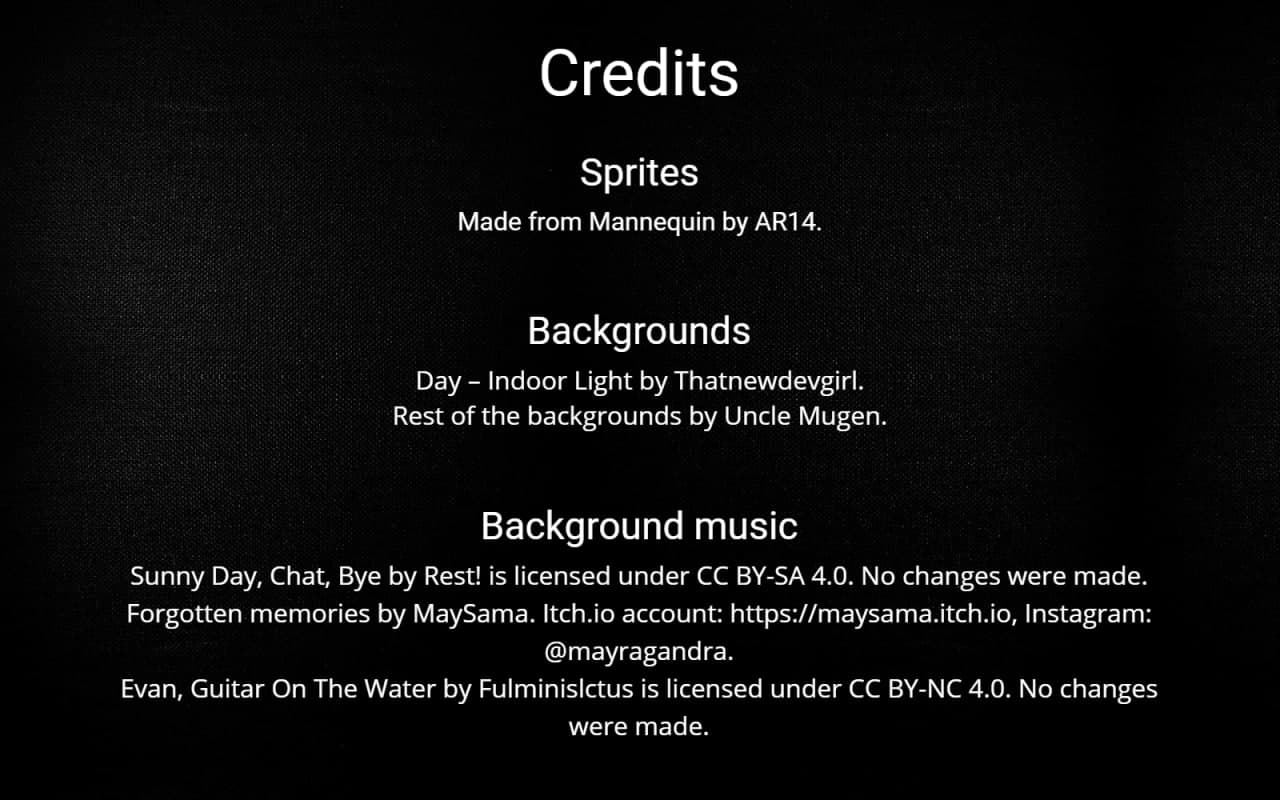 Credits
Sprites
Made from Mannequin by AR14.
Backgrounds
Day – Indoor Light by Thatnewdevgirl.
Rest of the backgrounds by Uncle Mugen.
Background music
Sunny Day, Chat, Bye by Rest! is licensed under CC BY-SA 4.0. No changes were made.
Forgotten memories by MaySama. Itch.io account: https://maysama.itch.io, Instagram:
@mayragandra.
Evan, Guitar On The Water by Fulminislctus is licensed under CC BY-NC 4.0. No changes
were made.